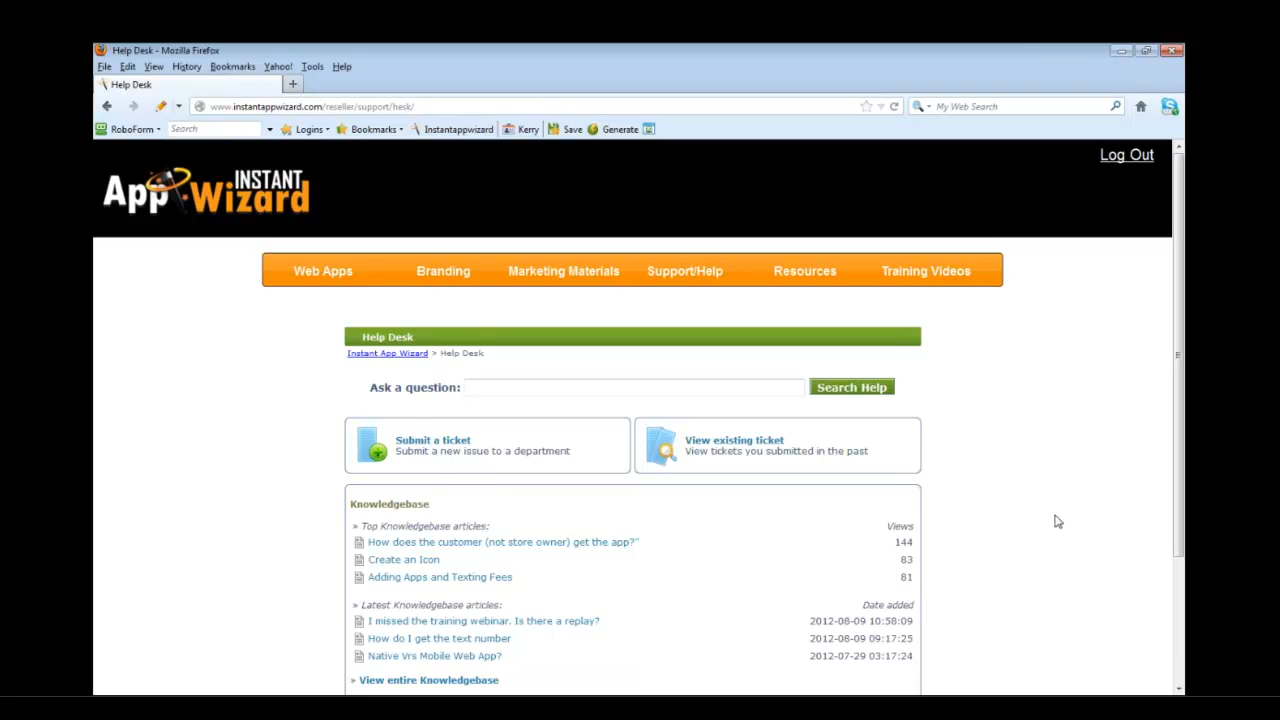 Help Desk - Mozilla Firefox
File Edit View History Bookmarks Yahoo! Tools Help
Help Desk +
www.instantappwizard.com/reseller/support/hesk/ My Web Search
RoboForm Search Logins Bookmarks Instantappwizard Kerry Save Generate
Log Out
App INSTANT Wizard
Web Apps Branding Marketing Materials Support/Help Resources Training Videos
Help Desk
Instant App Wizard > Help Desk
Ask a question: Search Help
Submit a ticket View existing ticket
Submit a new issue to a department View tickets you submitted in the past
Knowledgebase
» Top Knowledgebase articles: Views
How does the customer (not store owner) get the app?" 144
Create an Icon 83
Adding Apps and Texting Fees 81
» Latest Knowledgebase articles: Date added
I missed the training webinar. Is there a replay? 2012-08-09 10:58:09
How do I get the text number 2012-08-09 09:17:25
Native Vrs Mobile Web App? 2012-07-29 03:17:24
» View entire Knowledgebase